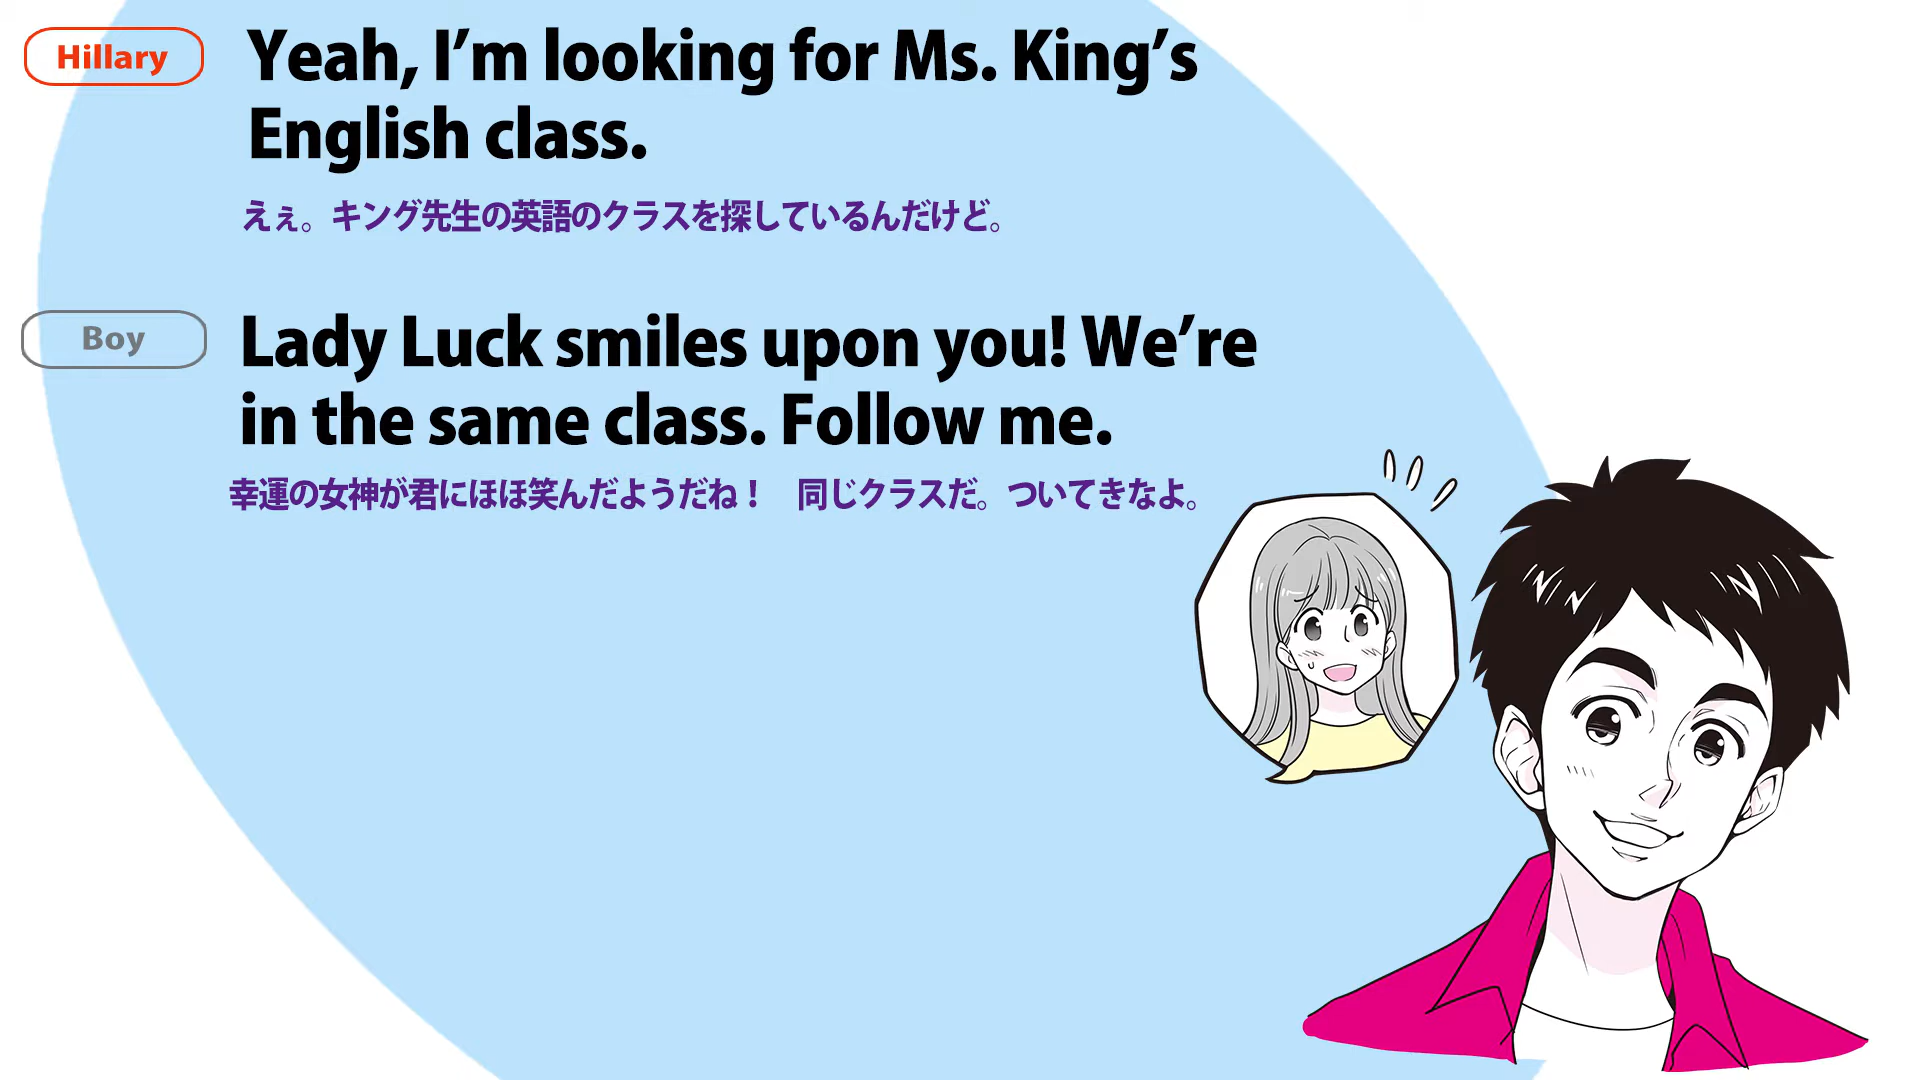 Hillary
Yeah, I’m looking for Ms. King’s
English class.
えぇ。キング先生の英語のクラスを探しているんだけど。
Boy
Lady Luck smiles upon you! We’re
in the same class. Follow me.
幸運の女神が君にほほ笑んだようだね！　同じクラスだ。ついてきなよ。